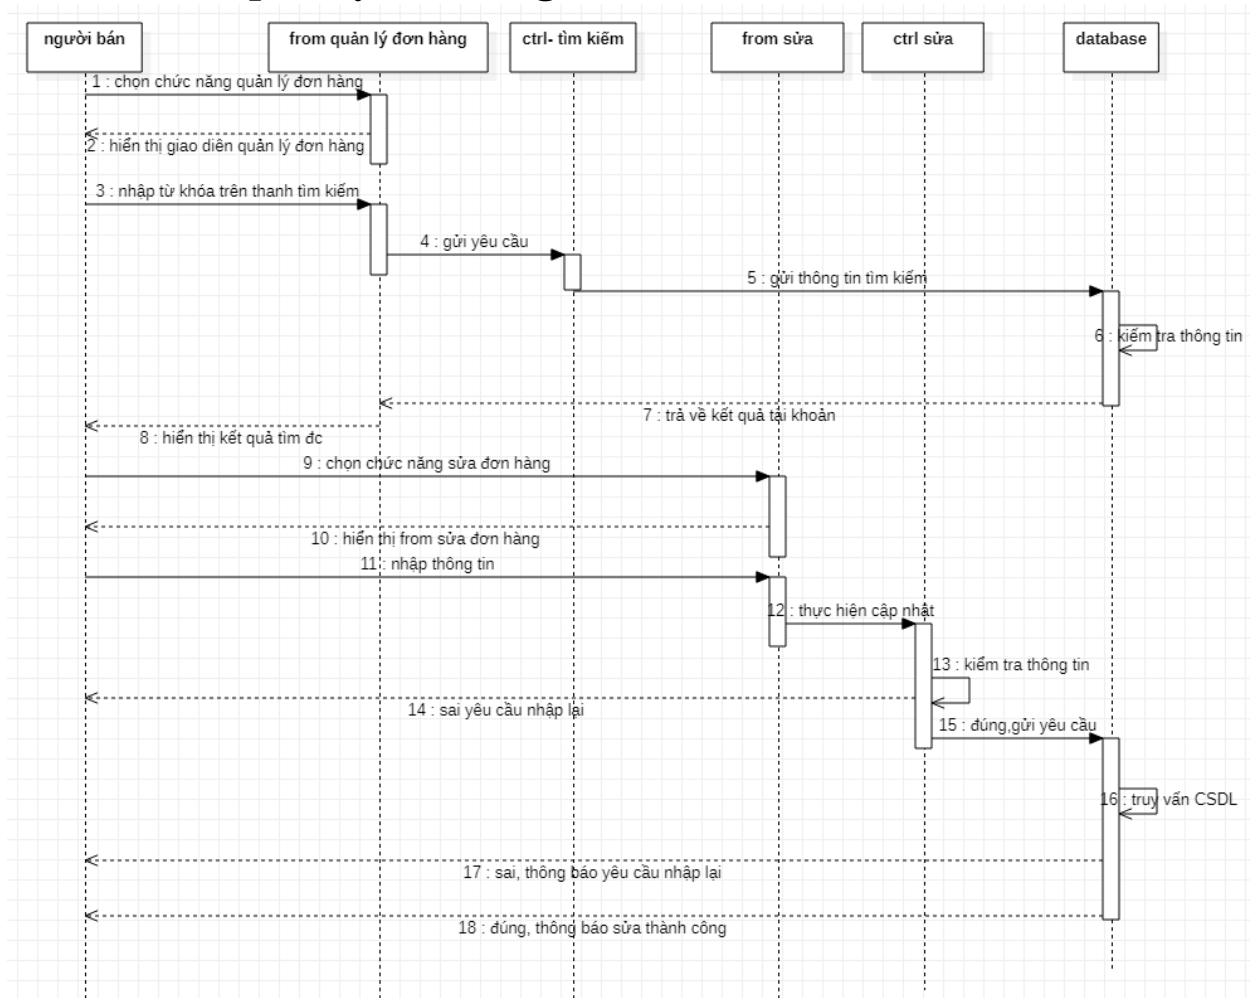 người bán
from quản lý đơn hàng
ctrl- tìm kiếm
from sửa
ctrl sửa
database
1 : chọn chức năng quản lý đơn hàng
2 : hiển thị giao diên quản lý đơn hàng
3 : nhập từ khóa trên thanh tìm kiếm
4 : gửi yêu cầu
5 : gửi thông tin tìm kiếm
6 : kiếm tra thông tin
7 : trả về kết quả tài khoản
8 : hiển thị kết quả tìm đc
9 : chọn chức năng sửa đơn hàng
10 : hiển thị from sửa đơn hàng
11 : nhập thông tin
12 : thực hiện cập nhật
13 : kiểm tra thông tin
14 : sai yêu cầu nhập lại
15 : đúng,gửi yêu cầu
16 : truy vấn CSDL
17 : sai, thông báo yêu cầu nhập lại
18 : đúng, thông báo sửa thành công